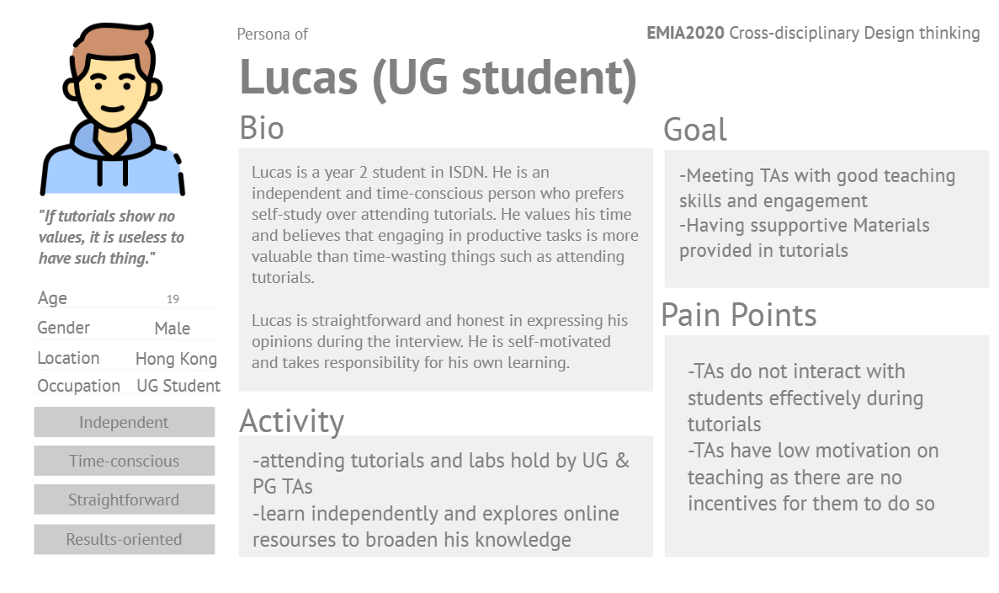 Persona of
EMIA2020 Cross-disciplinary Design thinking
Lucas (UG student)
"If tutorials show no
values, it is useless to
have such thing."
Age 19
Gender Male
Location Hong Kong
Occupation UG Student
Independent
Time-conscious
Straightforward
Results-oriented
Bio
Lucas is a year 2 student in ISDN. He is an
independent and time-conscious person who prefers
self-study over attending tutorials. He values his time
and believes that engaging in productive tasks is more
valuable than time-wasting things such as attending
tutorials.
Lucas is straightforward and honest in expressing his
opinions during the interview. He is self-motivated
and takes responsibility for his own learning.
Activity
-attending tutorials and labs hold by UG &
PG TAs
-learn independently and explores online
resourses to broaden his knowledge
Goal
-Meeting TAs with good teaching
skills and engagement
-Having ssupportive Materials
provided in tutorials
Pain Points
-TAs do not interact with
students effectively during
tutorials
-TAs have low motivation on
teaching as there are no
incentives for them to do so